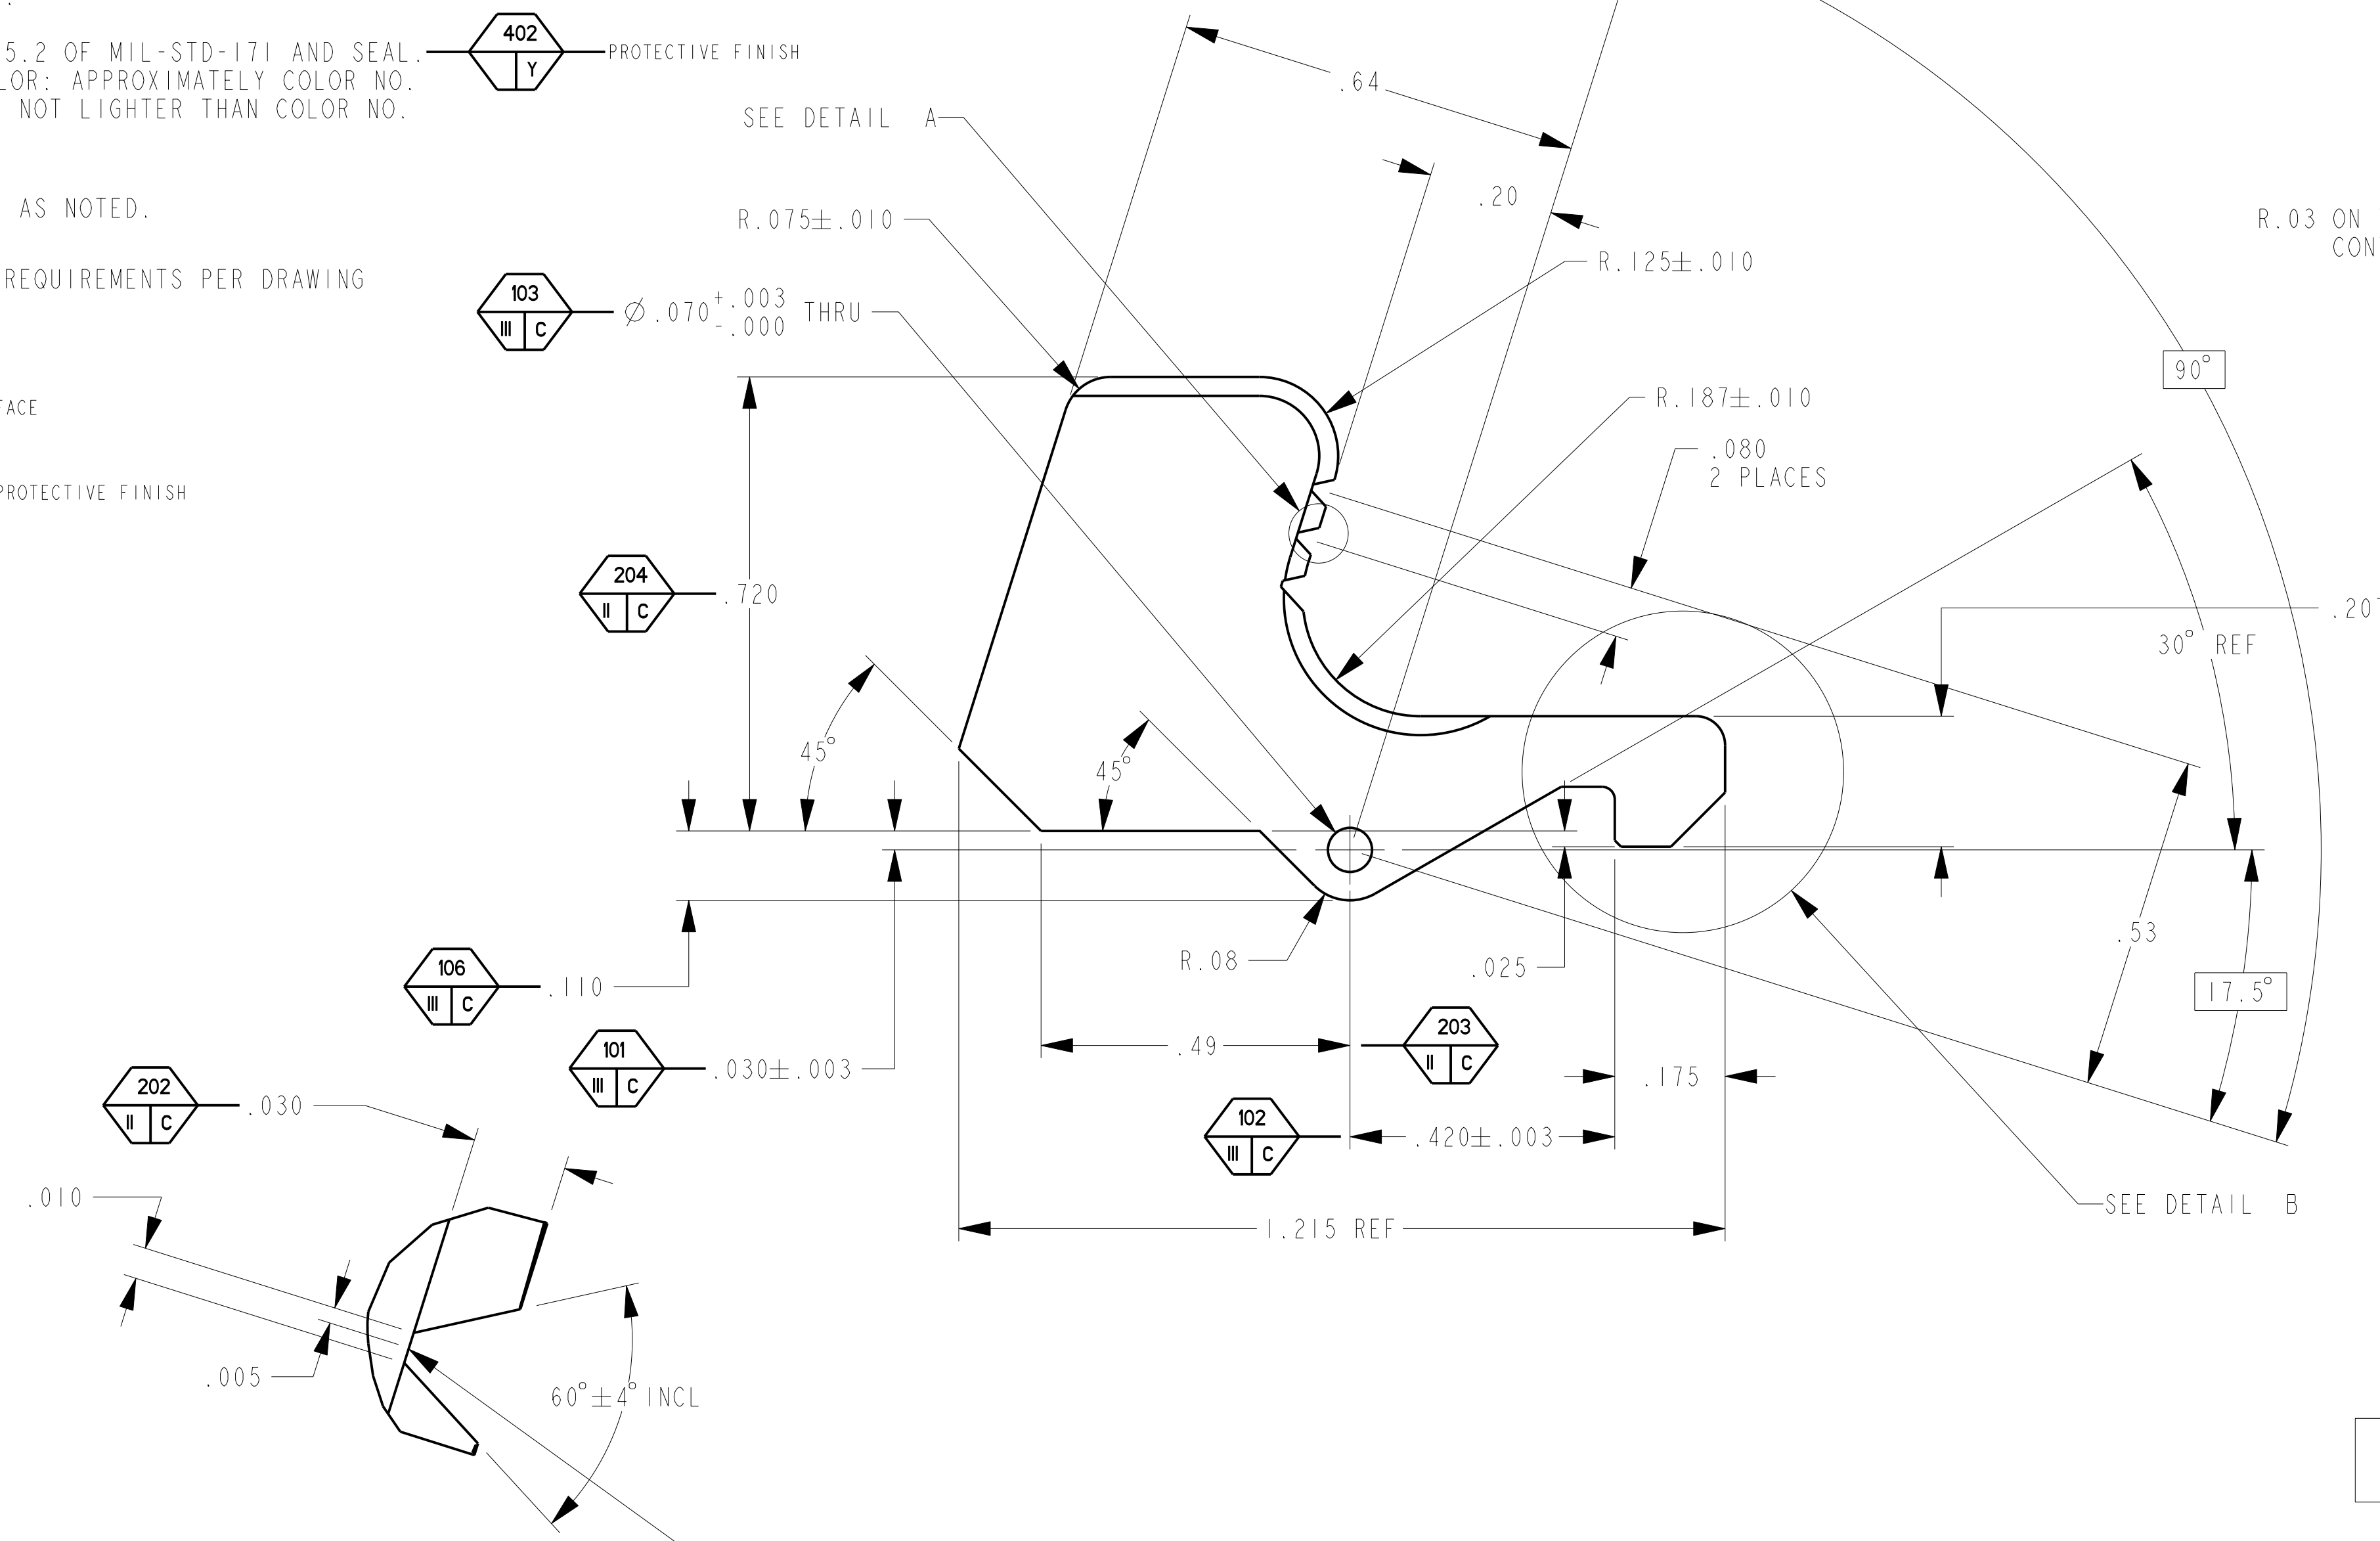 5.2 OF MIL-STD-171 AND SEAL.
LOR: APPROXIMATELY COLOR NO.
NOT LIGHTER THAN COLOR NO.
402
Y
PROTECTIVE FINISH
AS NOTED.
REQUIREMENTS PER DRAWING
PROTECTIVE FINISH
SEE DETAIL A
.64
.20
R.075±.010
R.125±.010
R.03 ON
103
III C
Ø.070 +.003 -.000 THRU
R.187±.010
.080
2 PLACES
90°
30° REF
204
II C
.720
45°
45°
106
III C
.110
101
III C
.030±.003
R.08
.025
.53
17.5°
.49
203
II C
.175
102
III C
.420±.003
1.215 REF
SEE DETAIL B
202
II C
.030
.010
.005
60°±4° INCL